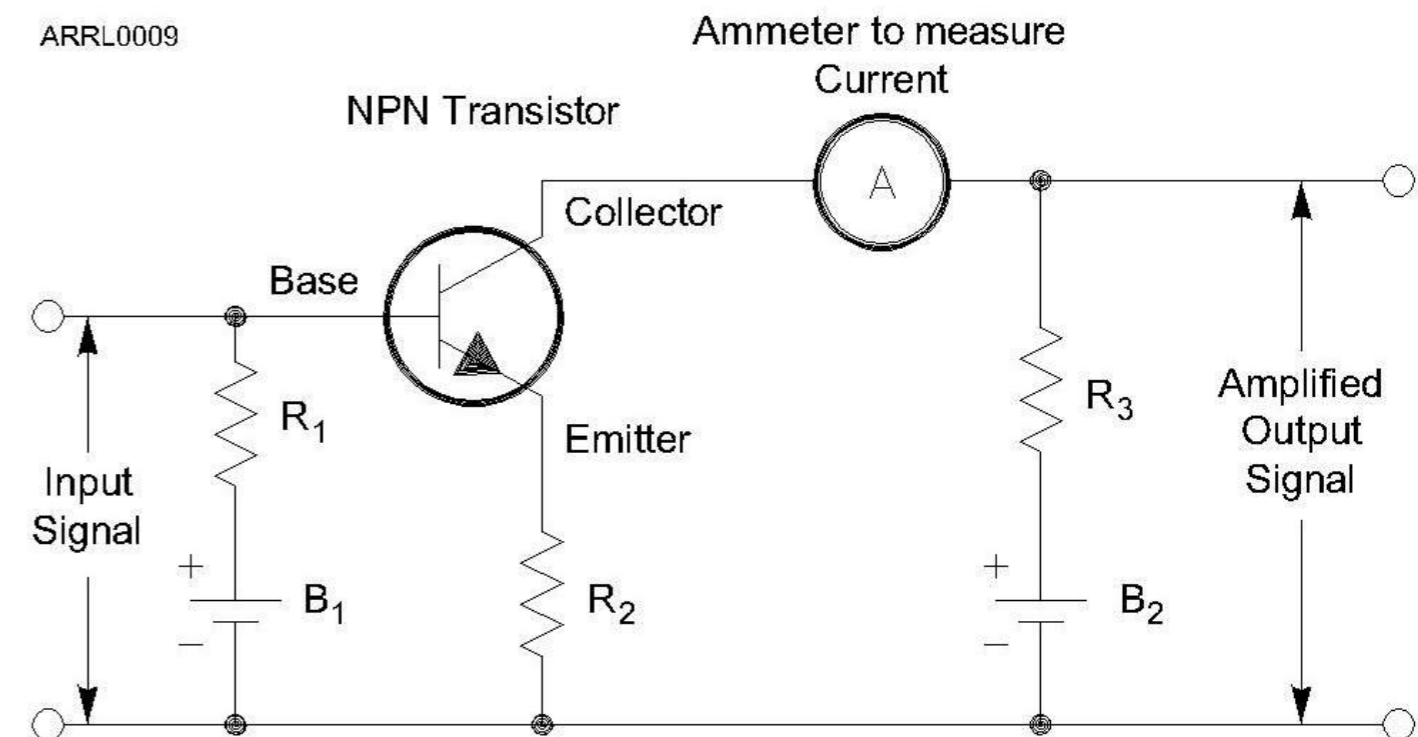 ARRL0009
Ammeter to measure
Current
NPN Transistor
A
Collector
Base
R1
Emitter
R3
Amplified
Output
Signal
Input
Signal
+
B1
−
R2
+
B2
−